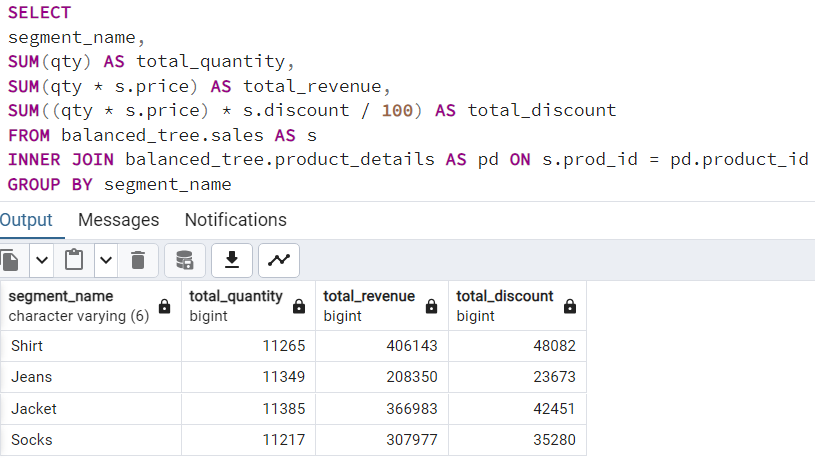 SELECT
segment_name,
SUM(qty) AS total_quantity,
SUM(qty * s.price) AS total_revenue,
SUM((qty * s.price) * s.discount / 100) AS total_discount
FROM balanced_tree.sales AS s
INNER JOIN balanced_tree.product_details AS pd ON s.prod_id = pd.product_id
GROUP BY segment_name
Output Messages Notifications
segment_name total_quantity total_revenue total_discount
character varying (6) bigint bigint bigint
Shirt 11265 406143 48082
Jeans 11349 208350 23673
Jacket 11385 366983 42451
Socks 11217 307977 35280